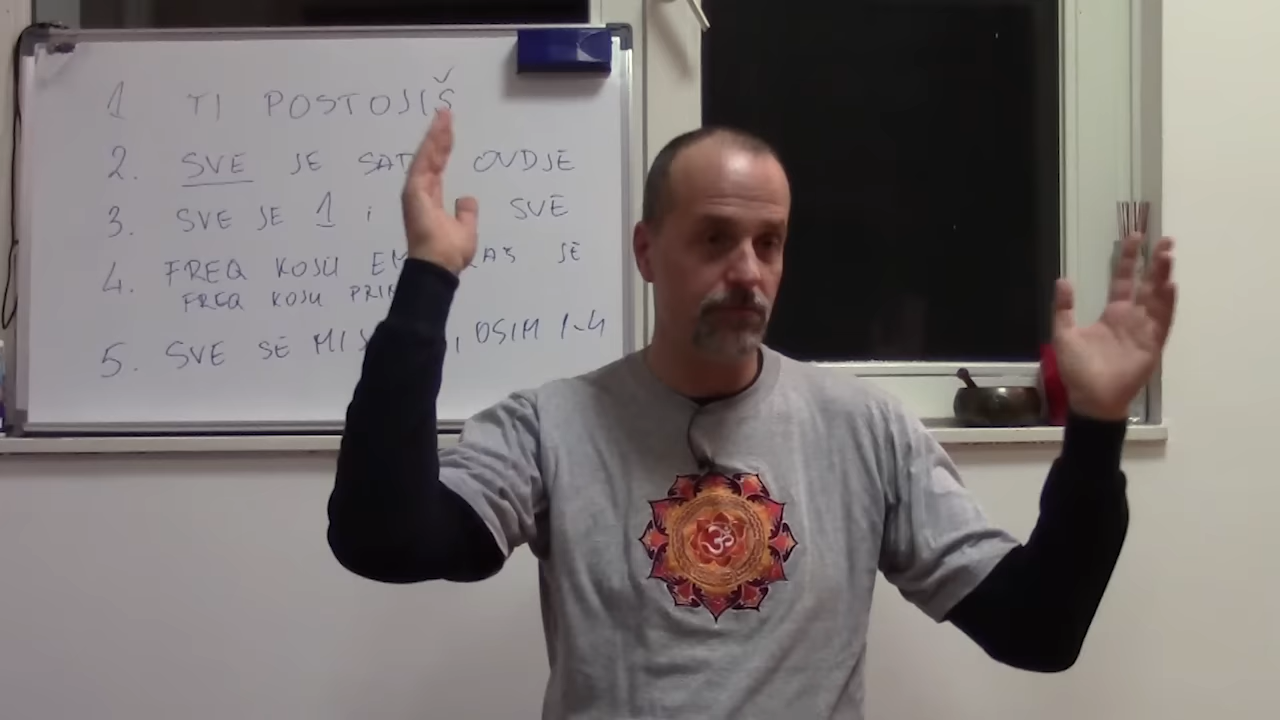 1 TI POSTOJIŠ
2. SVE JE OVDJE
3. SVE JE 1 i SVE
4. FREQ KOJU JE
FREQ KOJU
5. SVE SE OSIM 1-4
ॐ